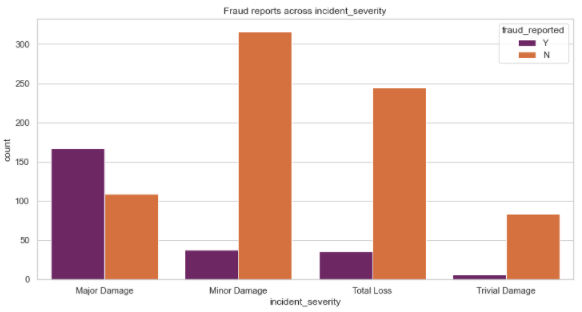 Fraud reports across incident_severity
fraud_reported
Y
N
300
250
200
150
100
50
0
count
Major Damage Minor Damage Total Loss Trivial Damage
incident_severity